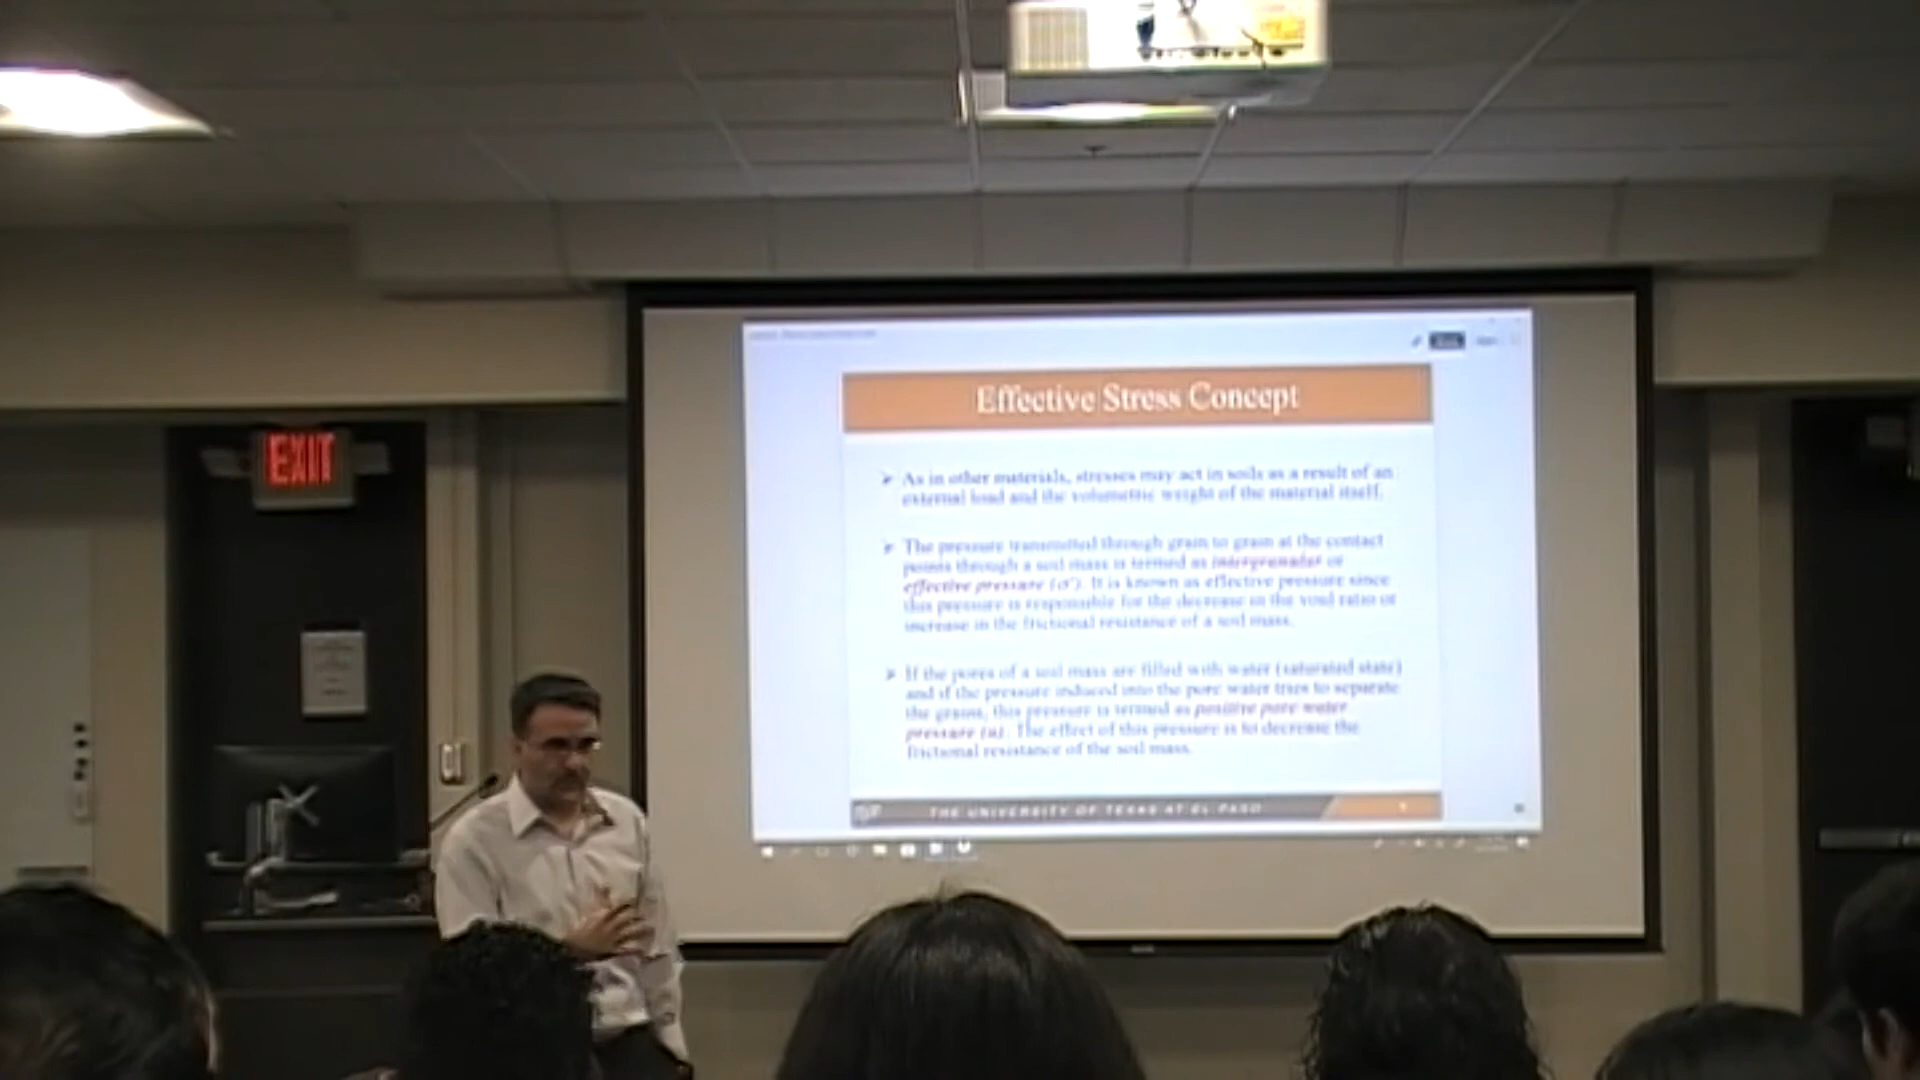 EXIT
Effective Stress Concept
➢ As in other materials, stresses may act in soils as a result of an
external load and the volumetric weight of the material itself.
➢ The pressure transmitted through grain to grain at the contact
points through a soil mass is termed as intergranular or
effective pressure (σ'). It is known as effective pressure since
this pressure is responsible for the decrease in the void ratio or
increase in the frictional resistance of a soil mass.
➢ If the pores of a soil mass are filled with water (saturated state)
and if the pressure induced into the pore water tries to separate
the grains, this pressure is termed as positive pore water
pressure (u). The effect of this pressure is to decrease the
frictional resistance of the soil mass.
THE UNIVERSITY OF TEXAS AT EL PASO